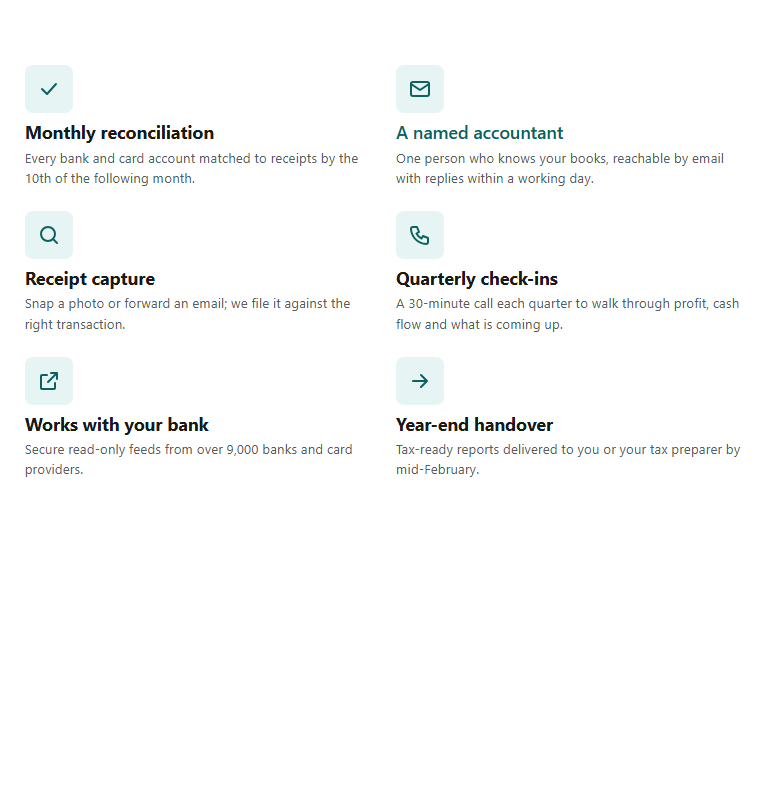 Monthly reconciliation
Every bank and card account matched to receipts by the
10th of the following month.
A named accountant
One person who knows your books, reachable by email
with replies within a working day.
Receipt capture
Snap a photo or forward an email; we file it against the
right transaction.
Quarterly check-ins
A 30-minute call each quarter to walk through profit, cash
flow and what is coming up.
Works with your bank
Secure read-only feeds from over 9,000 banks and card
providers.
Year-end handover
Tax-ready reports delivered to you or your tax preparer by
mid-February.